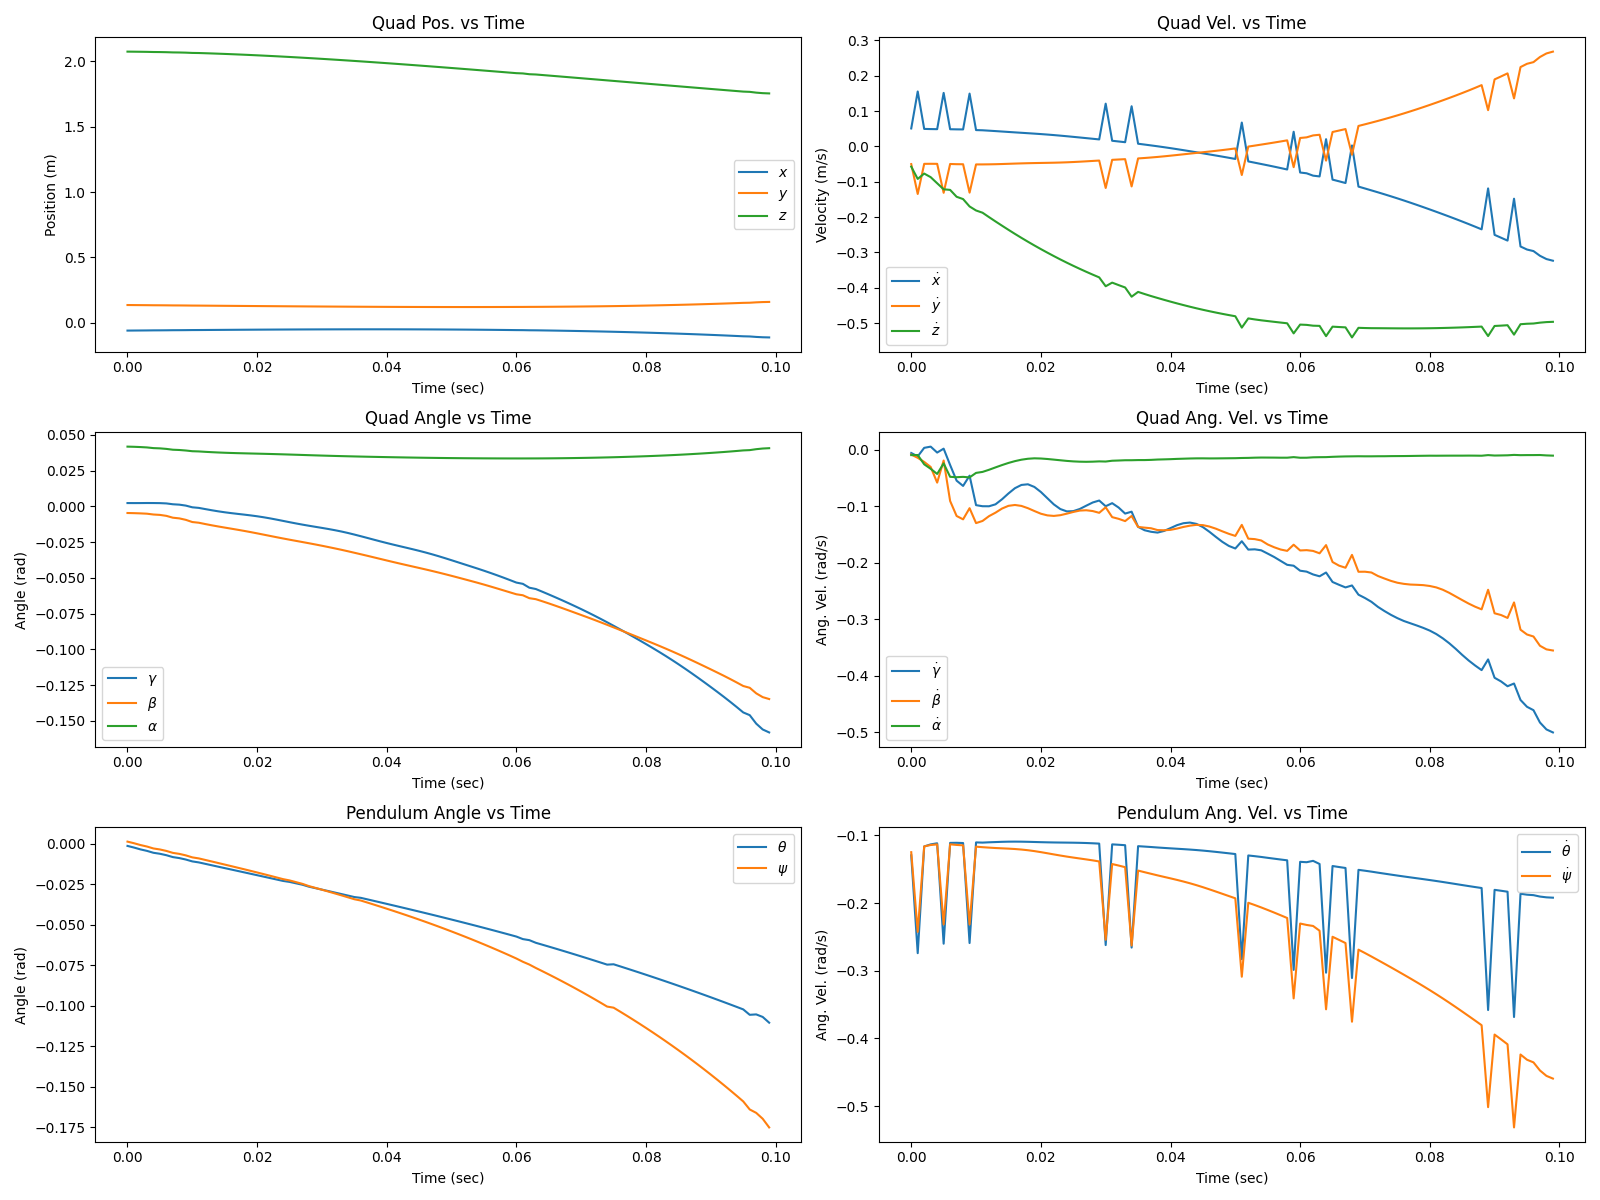 Quad Pos. vs Time
Position (m)
2.0
1.5
1.0
0.5
0.0
x
y
z
0.00 0.02 0.04 0.06 0.08 0.10
Time (sec)
Quad Vel. vs Time
Velocity (m/s)
0.3
0.2
0.1
0.0
−0.1
−0.2
−0.3
−0.4
−0.5
ẋ
ẏ
ż
0.00 0.02 0.04 0.06 0.08 0.10
Time (sec)
Quad Angle vs Time
Angle (rad)
0.050
0.025
0.000
−0.025
−0.050
−0.075
−0.100
−0.125
−0.150
γ
β
α
0.00 0.02 0.04 0.06 0.08 0.10
Time (sec)
Quad Ang. Vel. vs Time
Ang. Vel. (rad/s)
0.0
−0.1
−0.2
−0.3
−0.4
−0.5
γ̇
β̇
α̇
0.00 0.02 0.04 0.06 0.08 0.10
Time (sec)
Pendulum Angle vs Time
Angle (rad)
0.000
−0.025
−0.050
−0.075
−0.100
−0.125
−0.150
−0.175
θ
ψ
0.00 0.02 0.04 0.06 0.08 0.10
Time (sec)
Pendulum Ang. Vel. vs Time
Ang. Vel. (rad/s)
−0.1
−0.2
−0.3
−0.4
−0.5
θ̇
ψ̇
0.00 0.02 0.04 0.06 0.08 0.10
Time (sec)